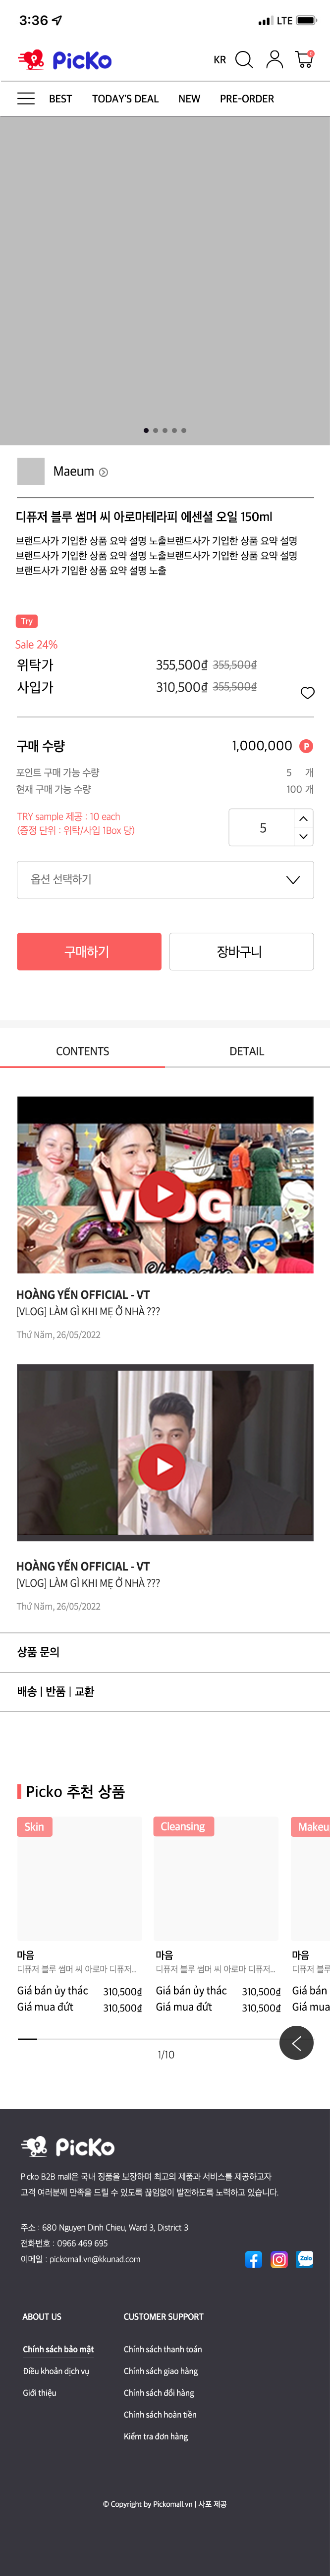 3:36
LTE
PicKo
KR
0
BEST TODAY'S DEAL NEW PRE-ORDER
Maeum
디퓨저 블루 썸머 씨 아로마테라피 에센셜 오일 150ml
브랜드사가 기입한 상품 요약 설명 노출브랜드사가 기입한 상품 요약 설명
브랜드사가 기입한 상품 요약 설명 노출브랜드사가 기입한 상품 요약 설명
브랜드사가 기입한 상품 요약 설명 노출
Try
Sale 24%
위탁가 355,500₫ 355,500₫
사입가 310,500₫ 355,500₫
구매 수량 1,000,000 P
포인트 구매 가능 수량 5 개
현재 구매 가능 수량 100 개
TRY sample 제공 : 10 each
(증정 단위 : 위탁/사입 1Box 당)
5
옵션 선택하기
구매하기 장바구니
CONTENTS DETAIL
VLOG
HOÀNG YẾN OFFICIAL - VT
[VLOG] LÀM GÌ KHI MẸ Ở NHÀ ???
Thứ Năm, 26/05/2022
HOÀNG YẾN OFFICIAL - VT
[VLOG] LÀM GÌ KHI MẸ Ở NHÀ ???
Thứ Năm, 26/05/2022
상품 문의
배송 | 반품 | 교환
Picko 추천 상품
Skin Cleansing Makeu
마음 마음 마음
디퓨저 블루 썸머 씨 아로마 디퓨저... 디퓨저 블루 썸머 씨 아로마 디퓨저... 디퓨저 블루
Giá bán ủy thác 310,500₫ Giá bán ủy thác 310,500₫ Giá bán
Giá mua đứt 310,500₫ Giá mua đứt 310,500₫ Giá mua
1/10
PicKo
Picko B2B mall은 국내 정품을 보장하며 최고의 제품과 서비스를 제공하고자
고객 여러분께 만족을 드릴 수 있도록 끊임없이 발전하도록 노력하고 있습니다.
주소 : 680 Nguyen Dinh Chieu, Ward 3, District 3
전화번호 : 0966 469 695
이메일 : pickomall.vn@kkunad.com
Zalo
ABOUT US CUSTOMER SUPPORT
Chính sách bảo mật Chính sách thanh toán
Điều khoản dịch vụ Chính sách giao hàng
Giới thiệu Chính sách đổi hàng
Chính sách hoàn tiền
Kiểm tra đơn hàng
© Copyright by Pickomall.vn | 사포 제공